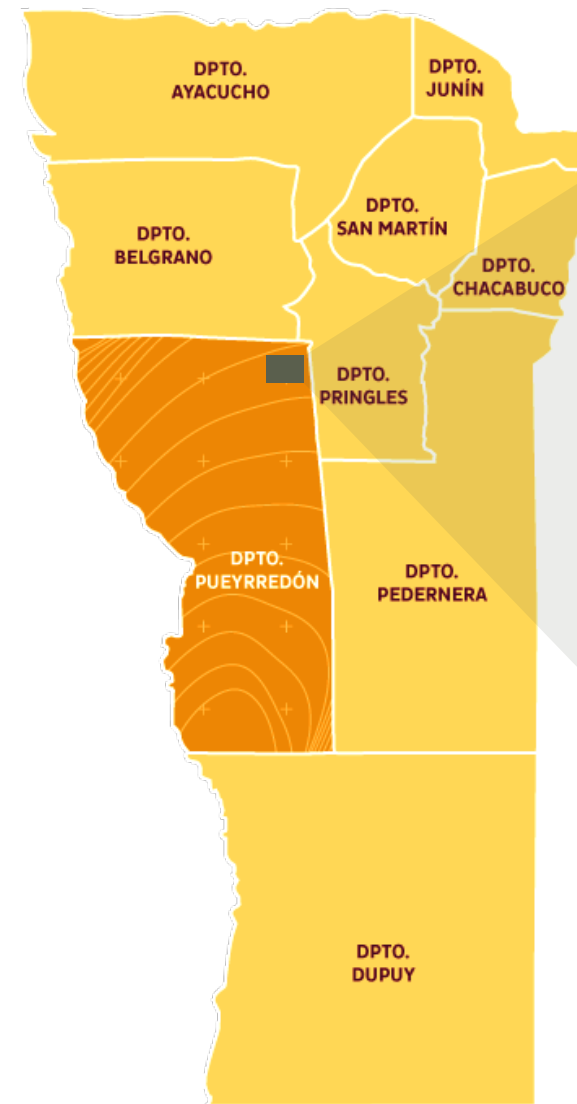 DPTO.
AYACUCHO
DPTO.
JUNÍN
DPTO.
SAN MARTÍN
DPTO.
BELGRANO
DPTO.
CHACABUCO
DPTO.
PRINGLES
DPTO.
PUEYRREDÓN
DPTO.
PEDERNERA
DPTO.
DUPUY